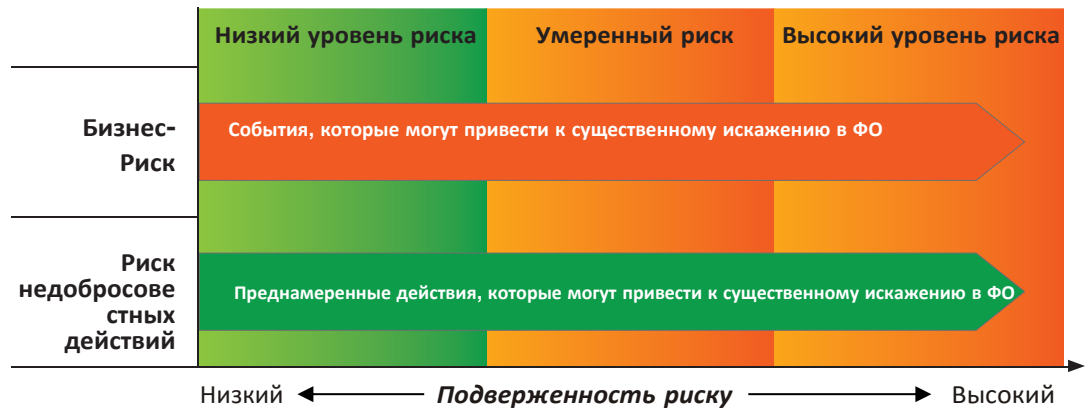 Низкий уровень риска
Умеренный риск
Высокий уровень риска
Бизнес-
Риск
События, которые могут привести к существенному искажению в ФО
Риск
недобросове
стных
действий
Преднамеренные действия, которые могут привести к существенному искажению в ФО
Низкий
Подверженность риску
Высокий